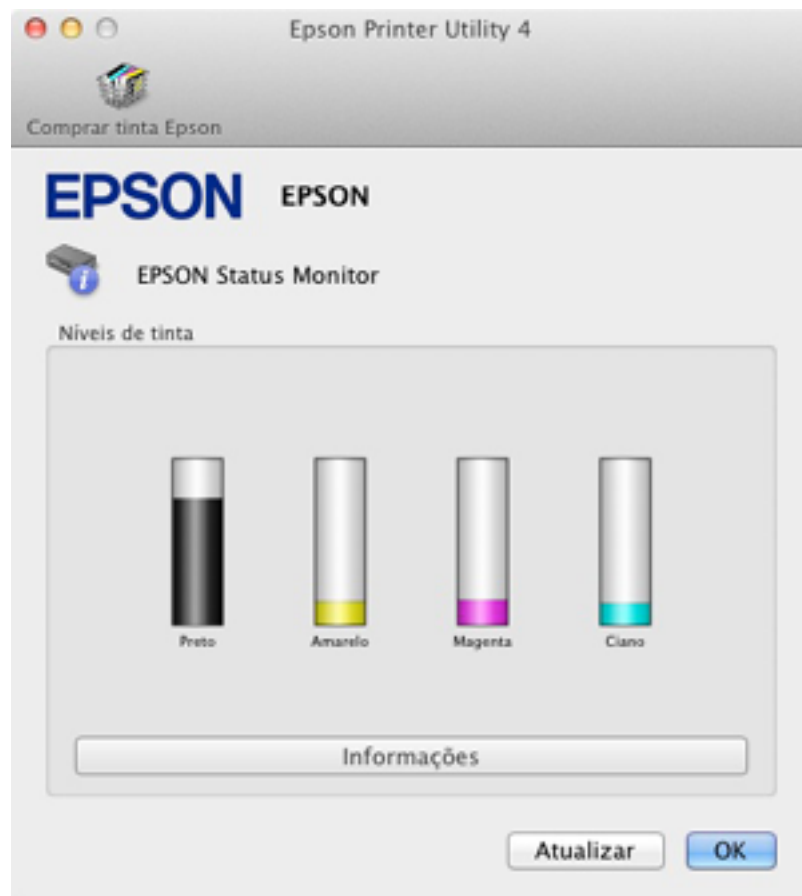 Epson Printer Utility 4
Comprar tinta Epson
EPSON EPSON
EPSON Status Monitor
Níveis de tinta
Preto Amarelo Magenta Ciano
Informações
Atualizar OK